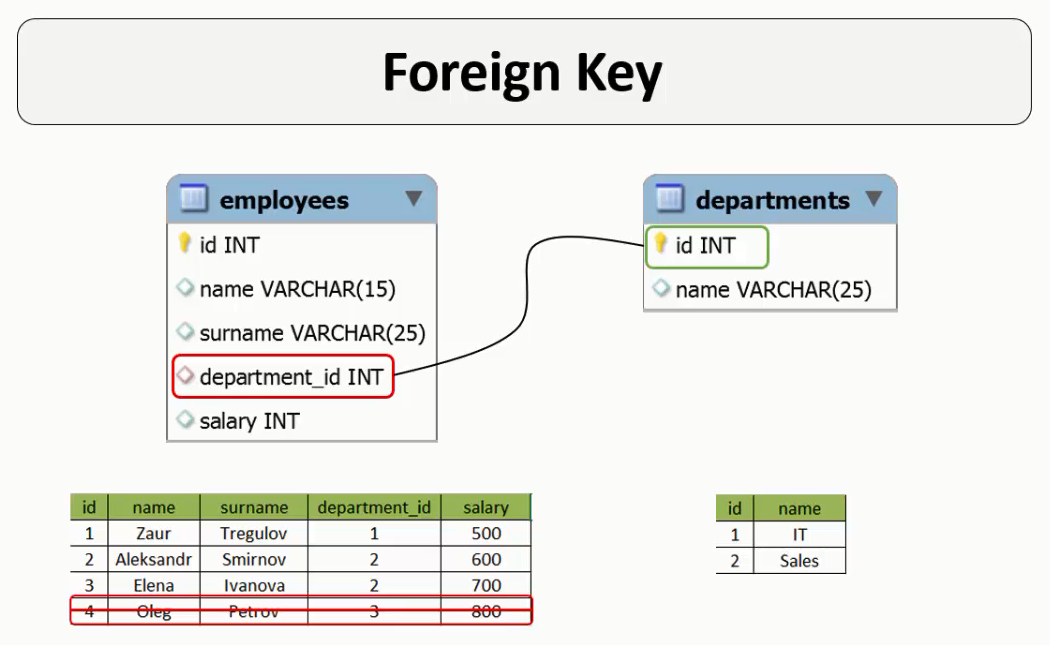 Foreign Key
employees
id INT
name VARCHAR(15)
surname VARCHAR(25)
department_id INT
salary INT
departments
id INT
name VARCHAR(25)
id name surname department_id salary
1 Zaur Tregulov 1 500
2 Aleksandr Smirnov 2 600
3 Elena Ivanova 2 700
4 Oleg Petrov 3 800
id name
1 IT
2 Sales